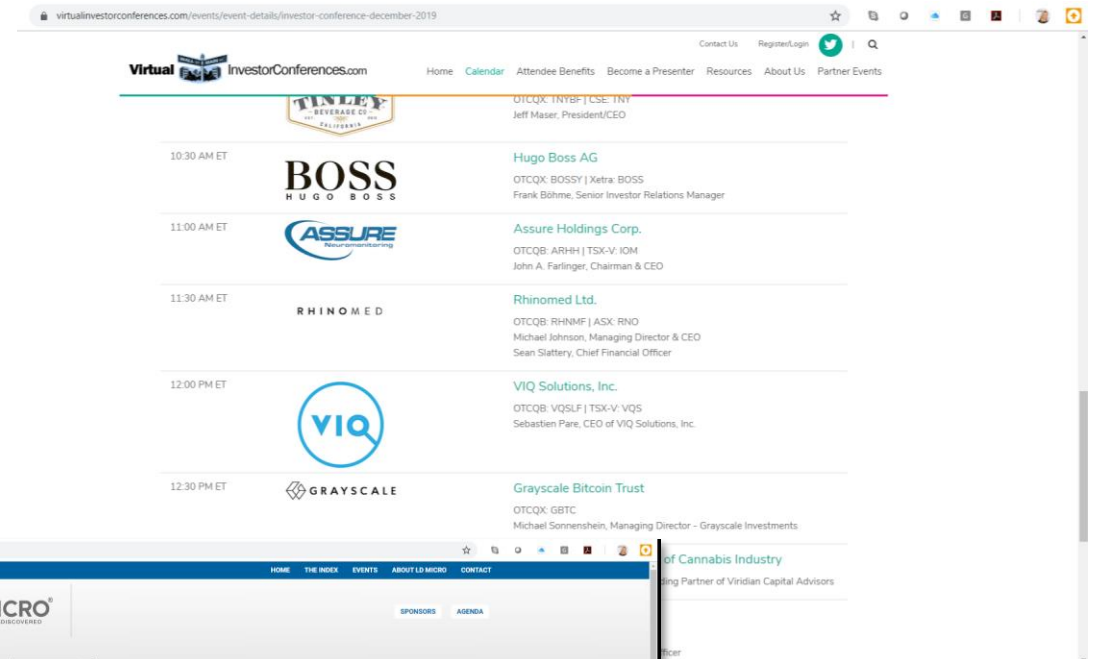 virtualinvestorconferences.com/events/event-details/investor-conference-december-2019
Contact Us Register/Login
Virtual InvestorConferences.com
Home Calendar Attendee Benefits Become a Presenter Resources About Us Partner Events
TINLEY
BEVERAGE CO
CALIFORNIA
OTCQX: TNYBF | CSE: TNY
Jeff Maser, President/CEO
10:30 AM ET
BOSS
HUGO BOSS
Hugo Boss AG
OTCQX: BOSSY | Xetra: BOSS
Frank Böhme, Senior Investor Relations Manager
11:00 AM ET
ASSURE
Neuromonitoring
Assure Holdings Corp.
OTCQB: ARHH | TSX-V: IOM
John A. Farlinger, Chairman & CEO
11:30 AM ET
RHINOMED
Rhinomed Ltd.
OTCQB: RHNMF | ASX: RNO
Michael Johnson, Managing Director & CEO
Sean Slattery, Chief Financial Officer
12:00 PM ET
VIQ
VIQ Solutions, Inc.
OTCQB: VQSLF | TSX-V: VQS
Sebastien Pare, CEO of VIQ Solutions, Inc.
12:30 PM ET
GRAYSCALE
Grayscale Bitcoin Trust
OTCQX: GBTC
Michael Sonnenshein, Managing Director - Grayscale Investments
of Cannabis Industry
ding Partner of Viridian Capital Advisors
ficer
HOME THE INDEX EVENTS ABOUT LD MICRO CONTACT
ICRO®
DISCOVERED
SPONSORS AGENDA